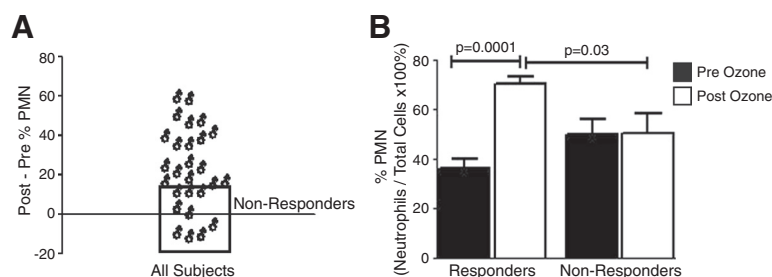 A
B
80
60
40
20
0
-20
Post - Pre % PMN
Non-Responders
All Subjects
p=0.0001
p=0.03
80
60
40
20
0
% PMN
(Neutrophils / Total Cells x100%)
Pre Ozone
Post Ozone
Responders
Non-Responders